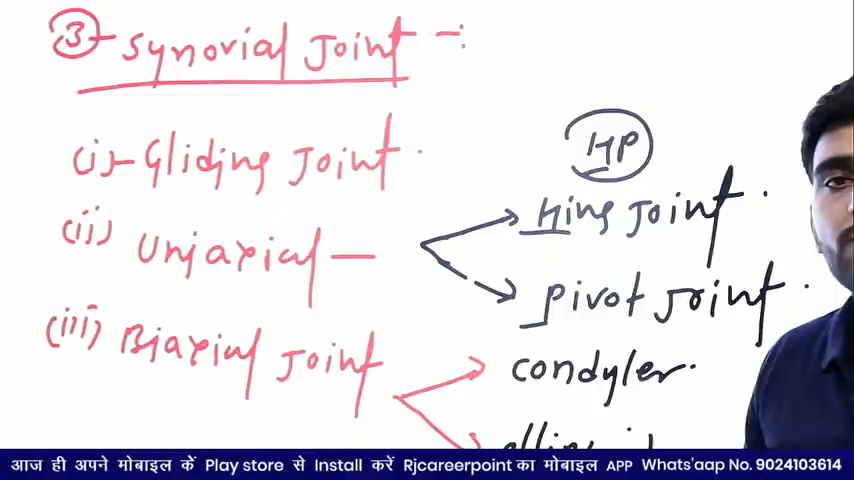 3 - Synovial Joint -:
(i) - Gliding Joint .
HP
(ii) Uniaxial -
Hing Joint .
Pivot Joint .
(iii) Biaxial Joint
condyler .
आज ही अपने मोबाइल कें Play store से Install करें Rjcareerpoint का मोबाइल APP Whats'aap No. 9024103614